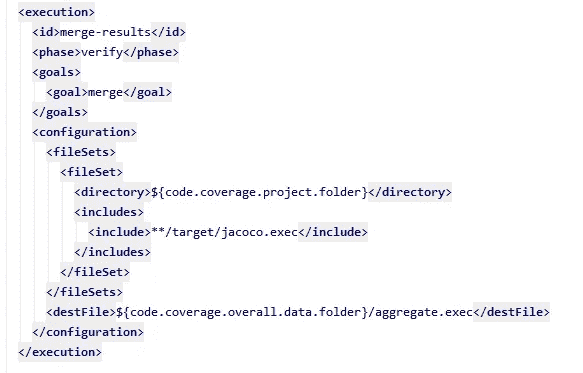 <execution>
<id>merge-results</id>
<phase>verify</phase>
<goals>
<goal>merge</goal>
</goals>
<configuration>
<fileSets>
<fileSet>
<directory>${code.coverage.project.folder}</directory>
<includes>
<include>**/target/jacoco.exec</include>
</includes>
</fileSet>
</fileSets>
<destFile>${code.coverage.overall.data.folder}/aggregate.exec</destFile>
</configuration>
</execution>